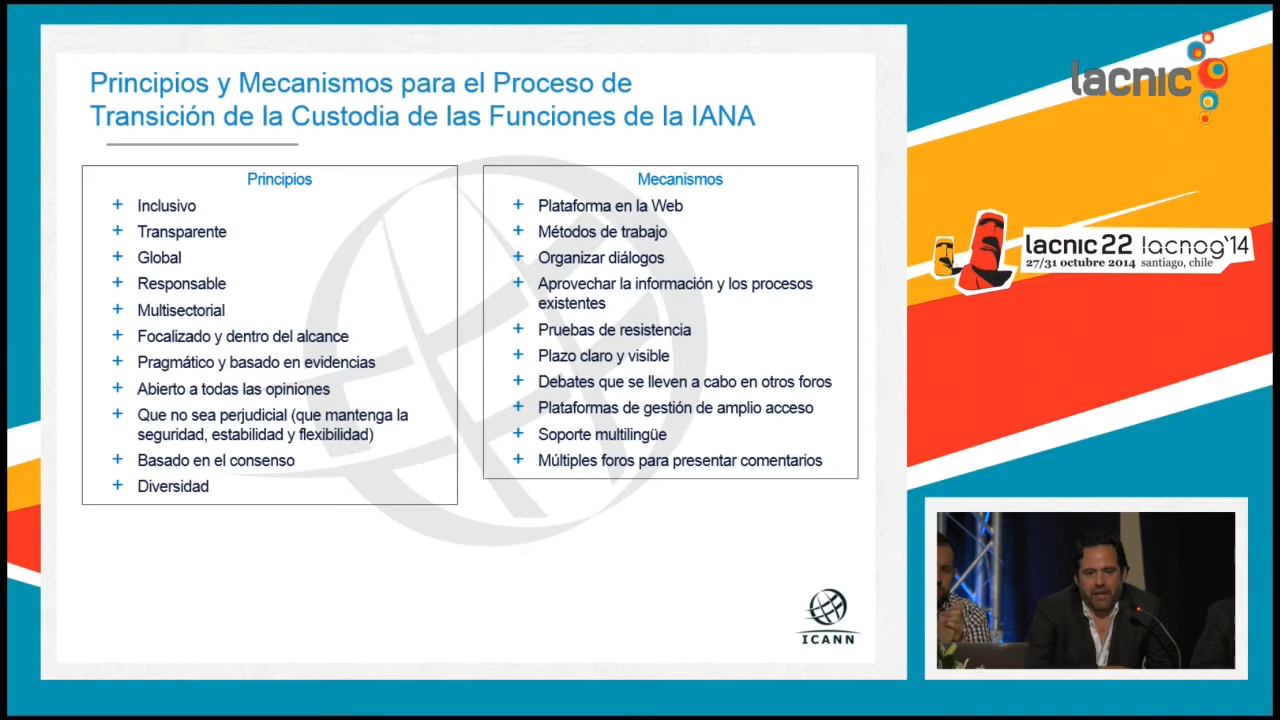 Principios y Mecanismos para el Proceso de
Transición de la Custodia de las Funciones de la IANA
Principios
+ Inclusivo
+ Transparente
+ Global
+ Responsable
+ Multisectorial
+ Focalizado y dentro del alcance
+ Pragmático y basado en evidencias
+ Abierto a todas las opiniones
+ Que no sea perjudicial (que mantenga la
seguridad, estabilidad y flexibilidad)
+ Basado en el consenso
+ Diversidad
Mecanismos
+ Plataforma en la Web
+ Métodos de trabajo
+ Organizar diálogos
+ Aprovechar la información y los procesos
existentes
+ Pruebas de resistencia
+ Plazo claro y visible
+ Debates que se lleven a cabo en otros foros
+ Plataformas de gestión de amplio acceso
+ Soporte multilingüe
+ Múltiples foros para presentar comentarios
ICANN
lacnic
lacnic 22 lacnog'14
27/31 octubre 2014 santiago, chile